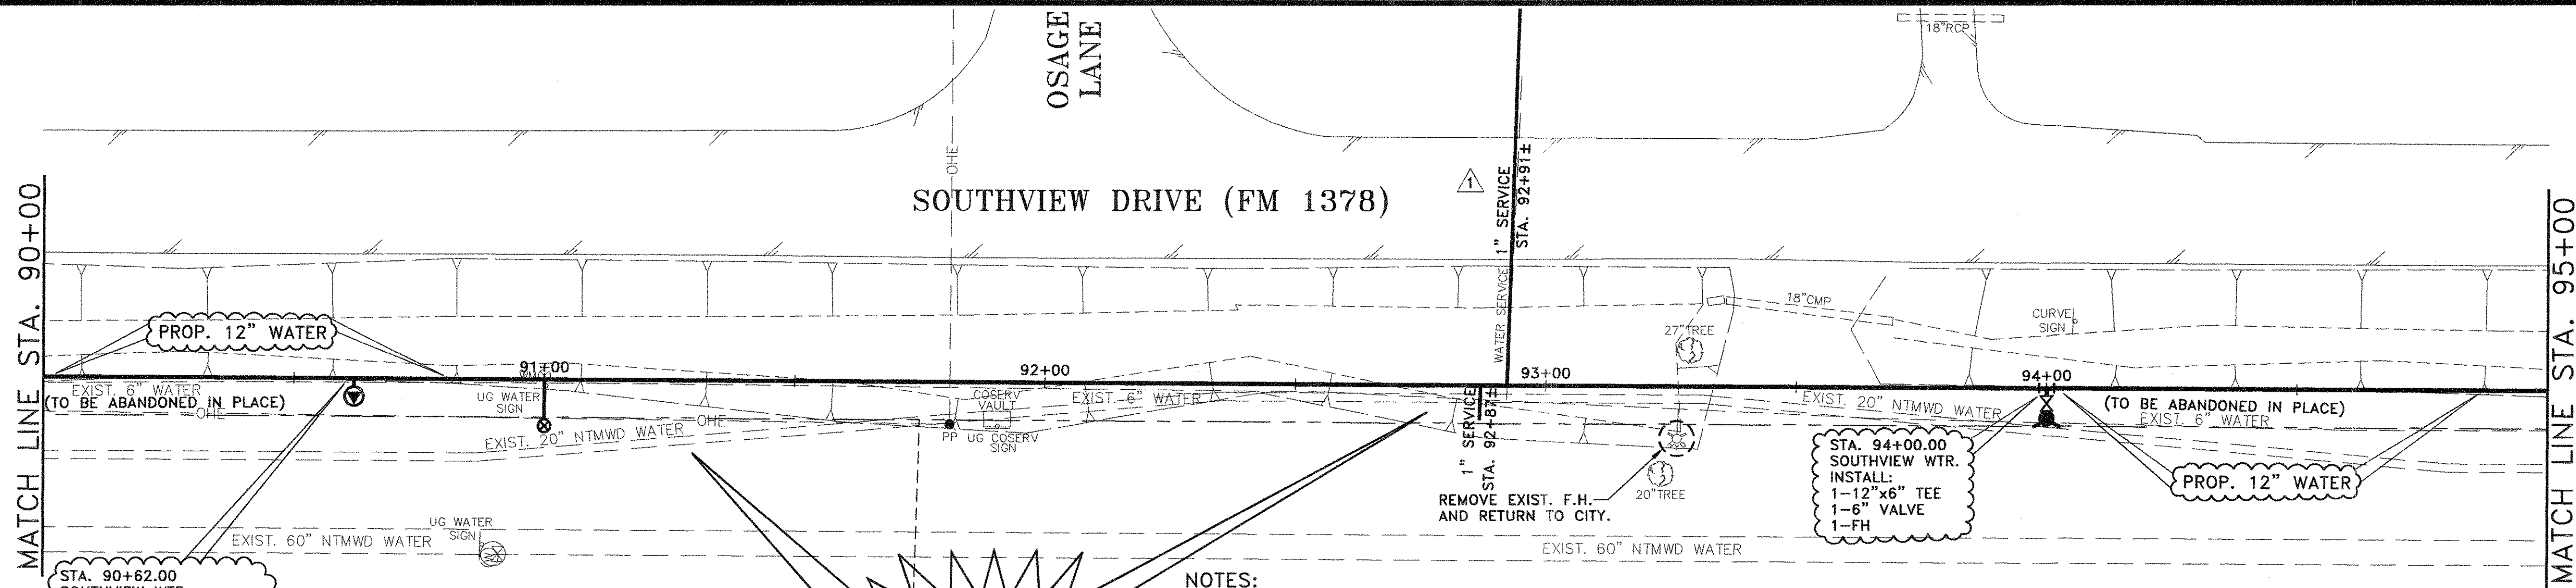 OSAGE
LANE
18"RCP
OHE
SOUTHVIEW DRIVE (FM 1378)
1
1" SERVICE
STA. 92+91±
WATER SERVICE
MATCH LINE STA. 90+00
MATCH LINE STA. 95+00
PROP. 12" WATER
18"CMP
CURVE
SIGN
27"TREE
91+00
92+00
93+00
94+00
EXIST. 6" WATER
(TO BE ABANDONED IN PLACE)
OHE
UG WATER
SIGN
EXIST. 20" NTMWD WATER
OHE
PP
COSERV
VAULT
UG COSERV
SIGN
EXIST. 6" WATER
1" SERVICE
STA. 92+87±
EXIST. 20" NTMWD WATER
(TO BE ABANDONED IN PLACE)
EXIST. 6" WATER
20"TREE
REMOVE EXIST. F.H.
AND RETURN TO CITY.
STA. 94+00.00
SOUTHVIEW WTR.
INSTALL:
1-12"x6" TEE
1-6" VALVE
1-FH
PROP. 12" WATER
UG WATER
SIGN
EXIST. 60" NTMWD WATER
EXIST. 60" NTMWD WATER
STA. 90+62.00
SOUTHVIEW WTR.
NOTES: